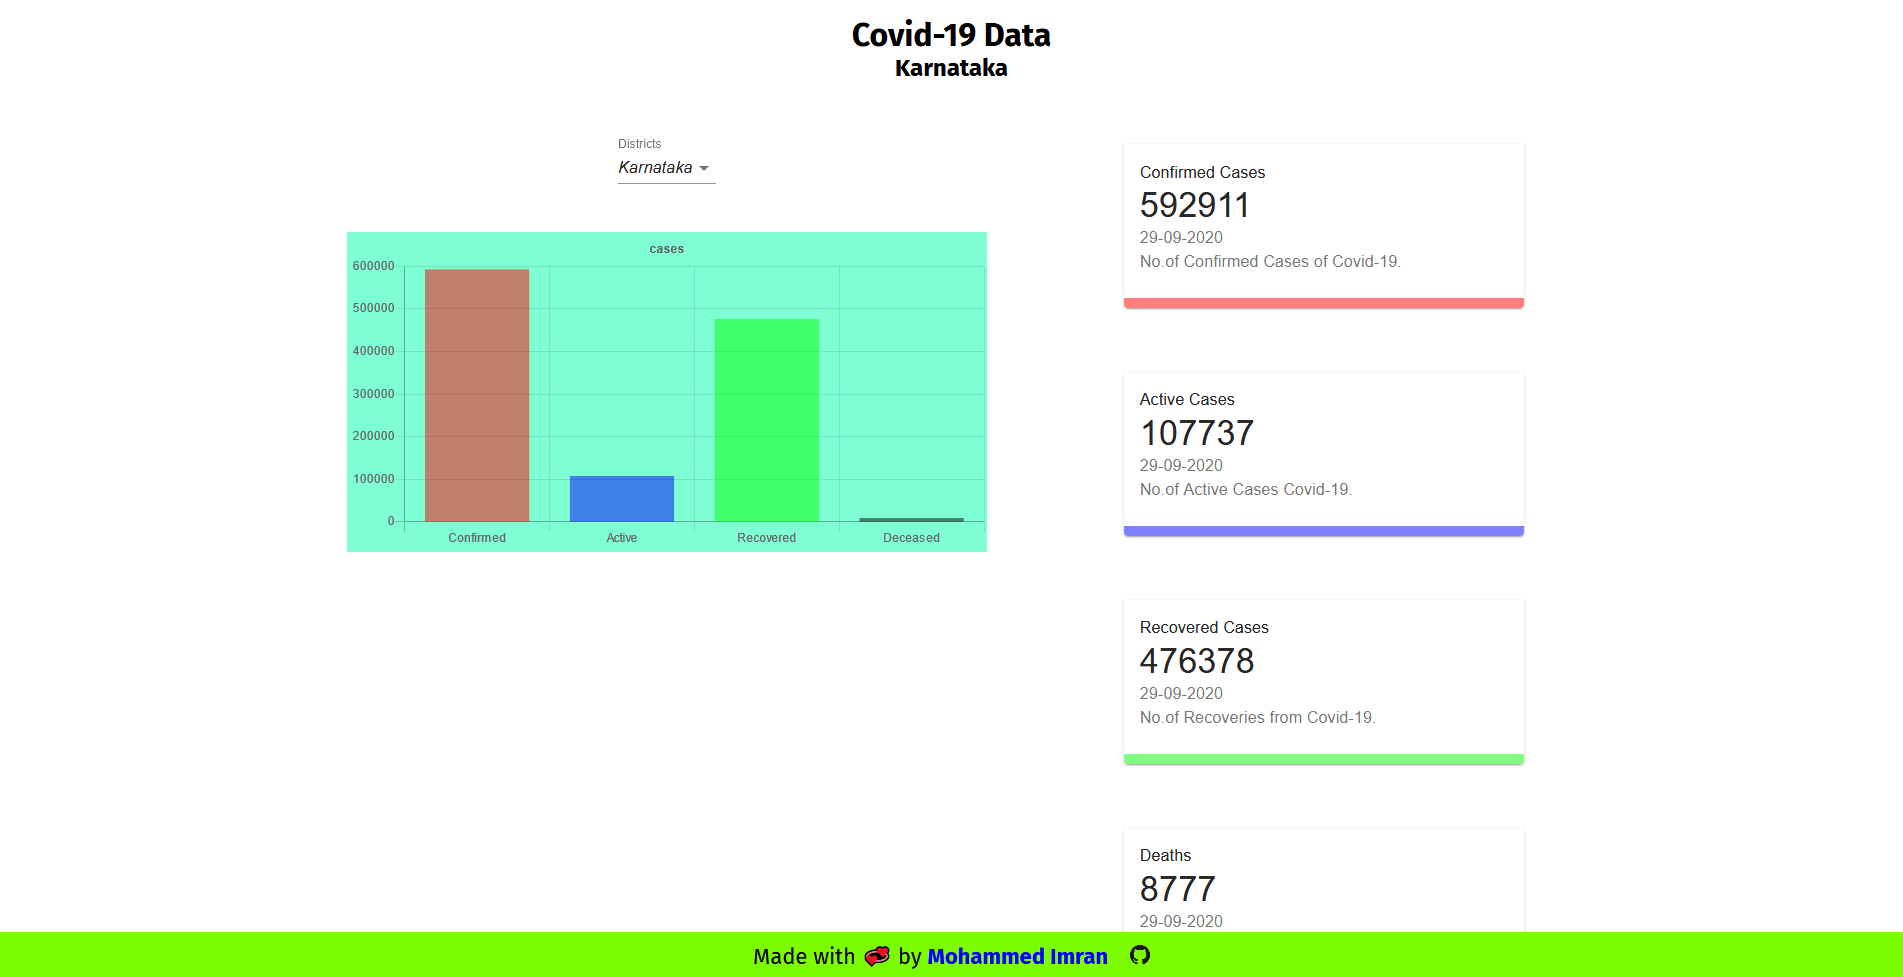 Covid-19 Data
Karnataka
Districts
Karnataka
cases
600000
500000
400000
300000
200000
100000
0
Confirmed Active Recovered Deceased
Confirmed Cases
592911
29-09-2020
No.of Confirmed Cases of Covid-19.
Active Cases
107737
29-09-2020
No.of Active Cases Covid-19.
Recovered Cases
476378
29-09-2020
No.of Recoveries from Covid-19.
Deaths
8777
29-09-2020
Made with by Mohammed Imran